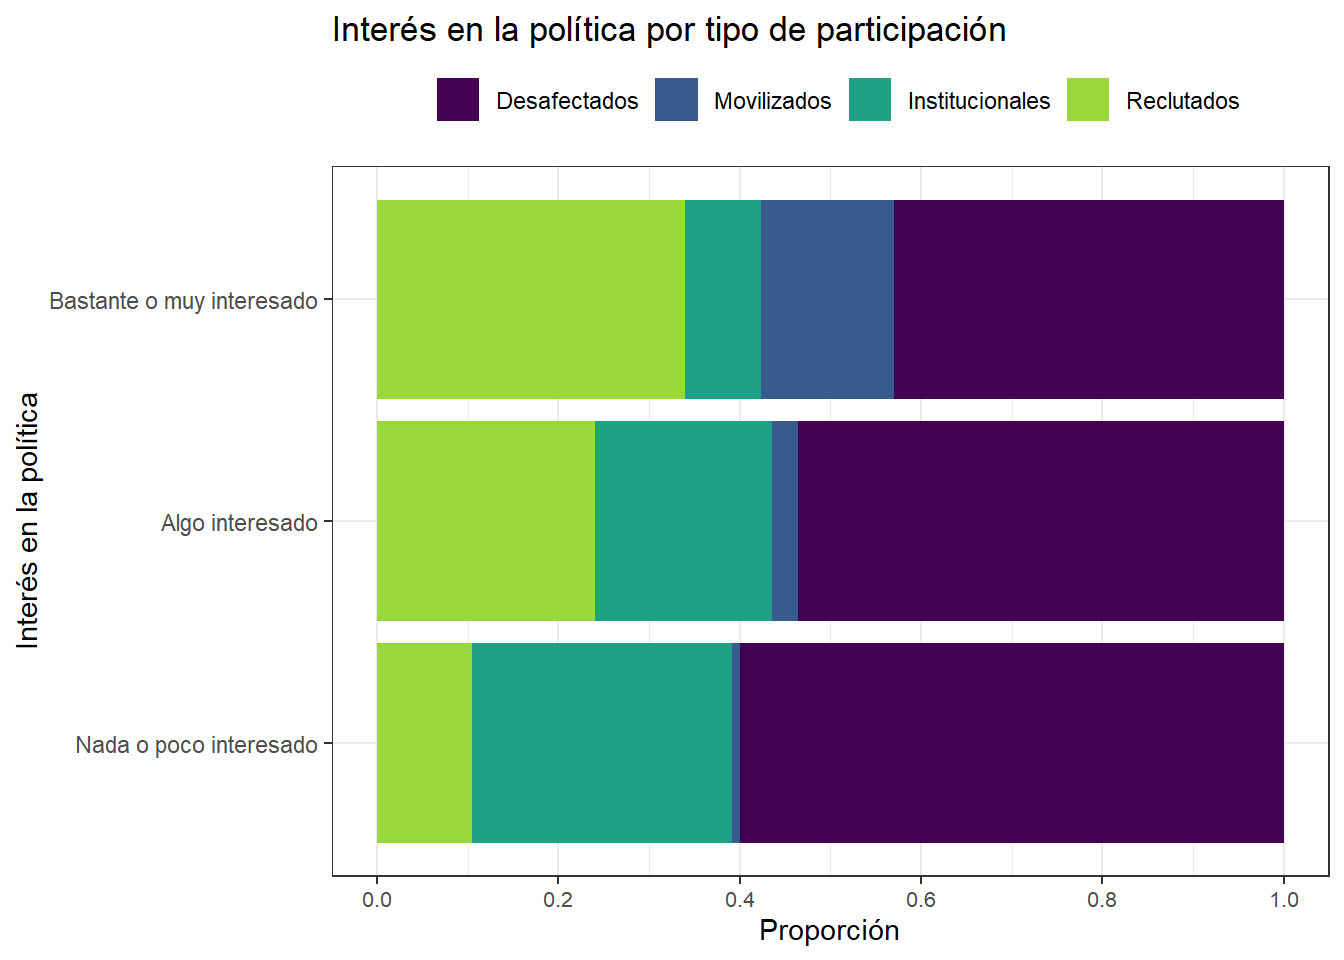 Interés en la política por tipo de participación
Desafectados Movilizados Institucionales Reclutados
Interés en la política
Bastante o muy interesado
Algo interesado
Nada o poco interesado
0.0 0.2 0.4 0.6 0.8 1.0
Proporción